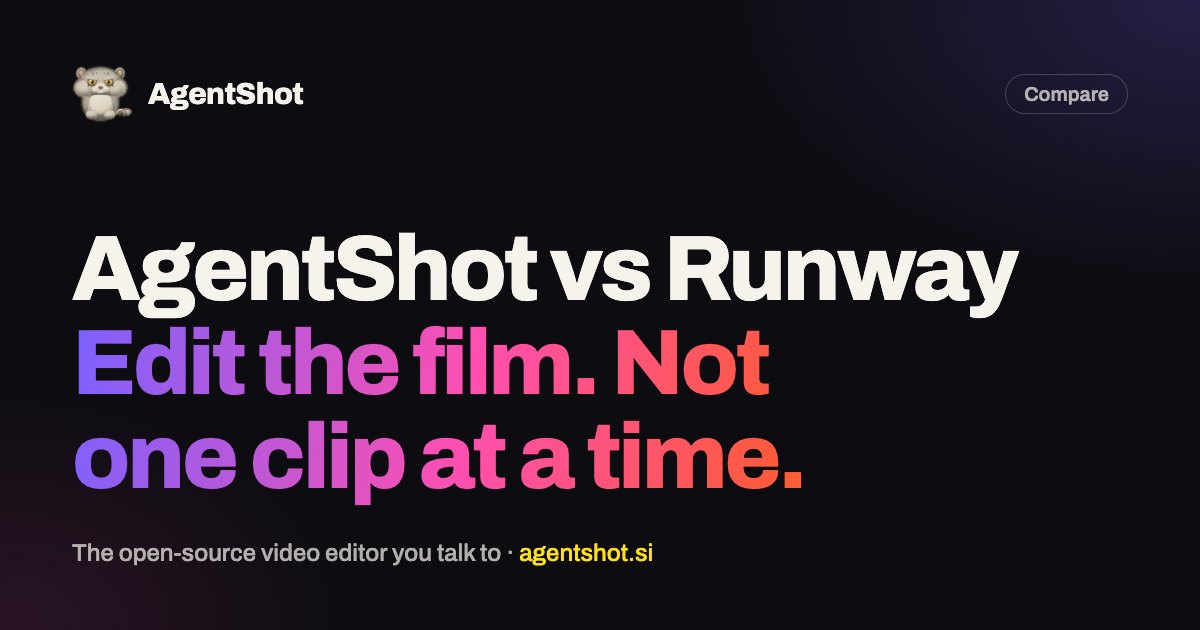 AgentShot
Compare
AgentShot vs Runway
Edit the film. Not
one clip at a time.
The open-source video editor you talk to · agentshot.si